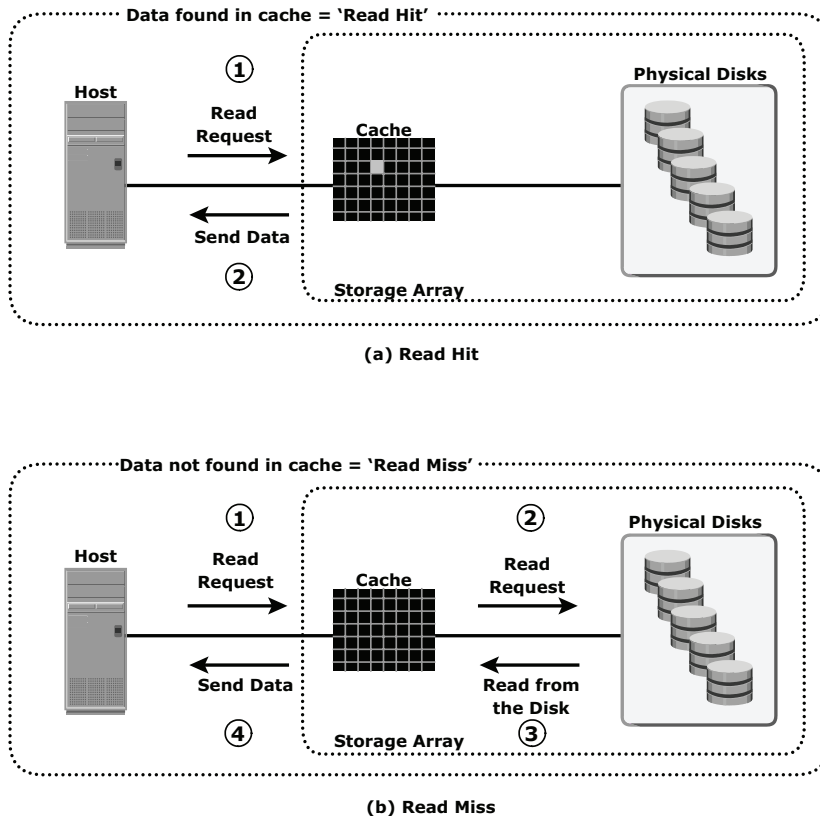 Data found in cache = ‘Read Hit’
①
Physical Disks
Host
Read
Request
Cache
Send Data
②
Storage Array
(a) Read Hit
Data not found in cache = ‘Read Miss’
①
②
Physical Disks
Host
Read
Request
Cache
Read
Request
Send Data
Read from
the Disk
④
③
Storage Array
(b) Read Miss